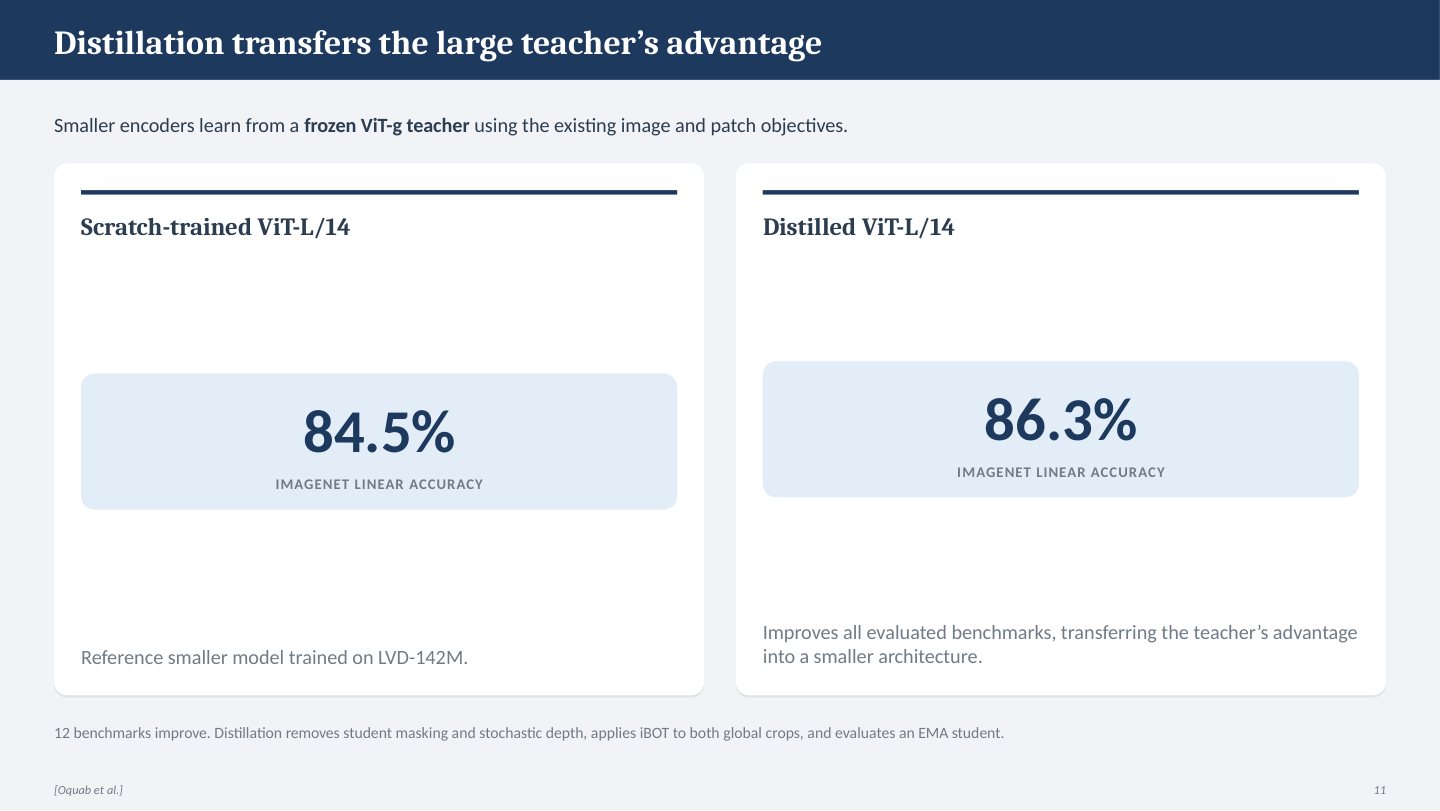 Distillation transfers the large teacher’s advantage
Smaller encoders learn from a frozen ViT-g teacher using the existing image and patch objectives.
Scratch-trained ViT-L/14
84.5%
IMAGENET LINEAR ACCURACY
Reference smaller model trained on LVD-142M.
Distilled ViT-L/14
86.3%
IMAGENET LINEAR ACCURACY
Improves all evaluated benchmarks, transferring the teacher’s advantage
into a smaller architecture.
12 benchmarks improve. Distillation removes student masking and stochastic depth, applies iBOT to both global crops, and evaluates an EMA student.
[Oquab et al.]
11